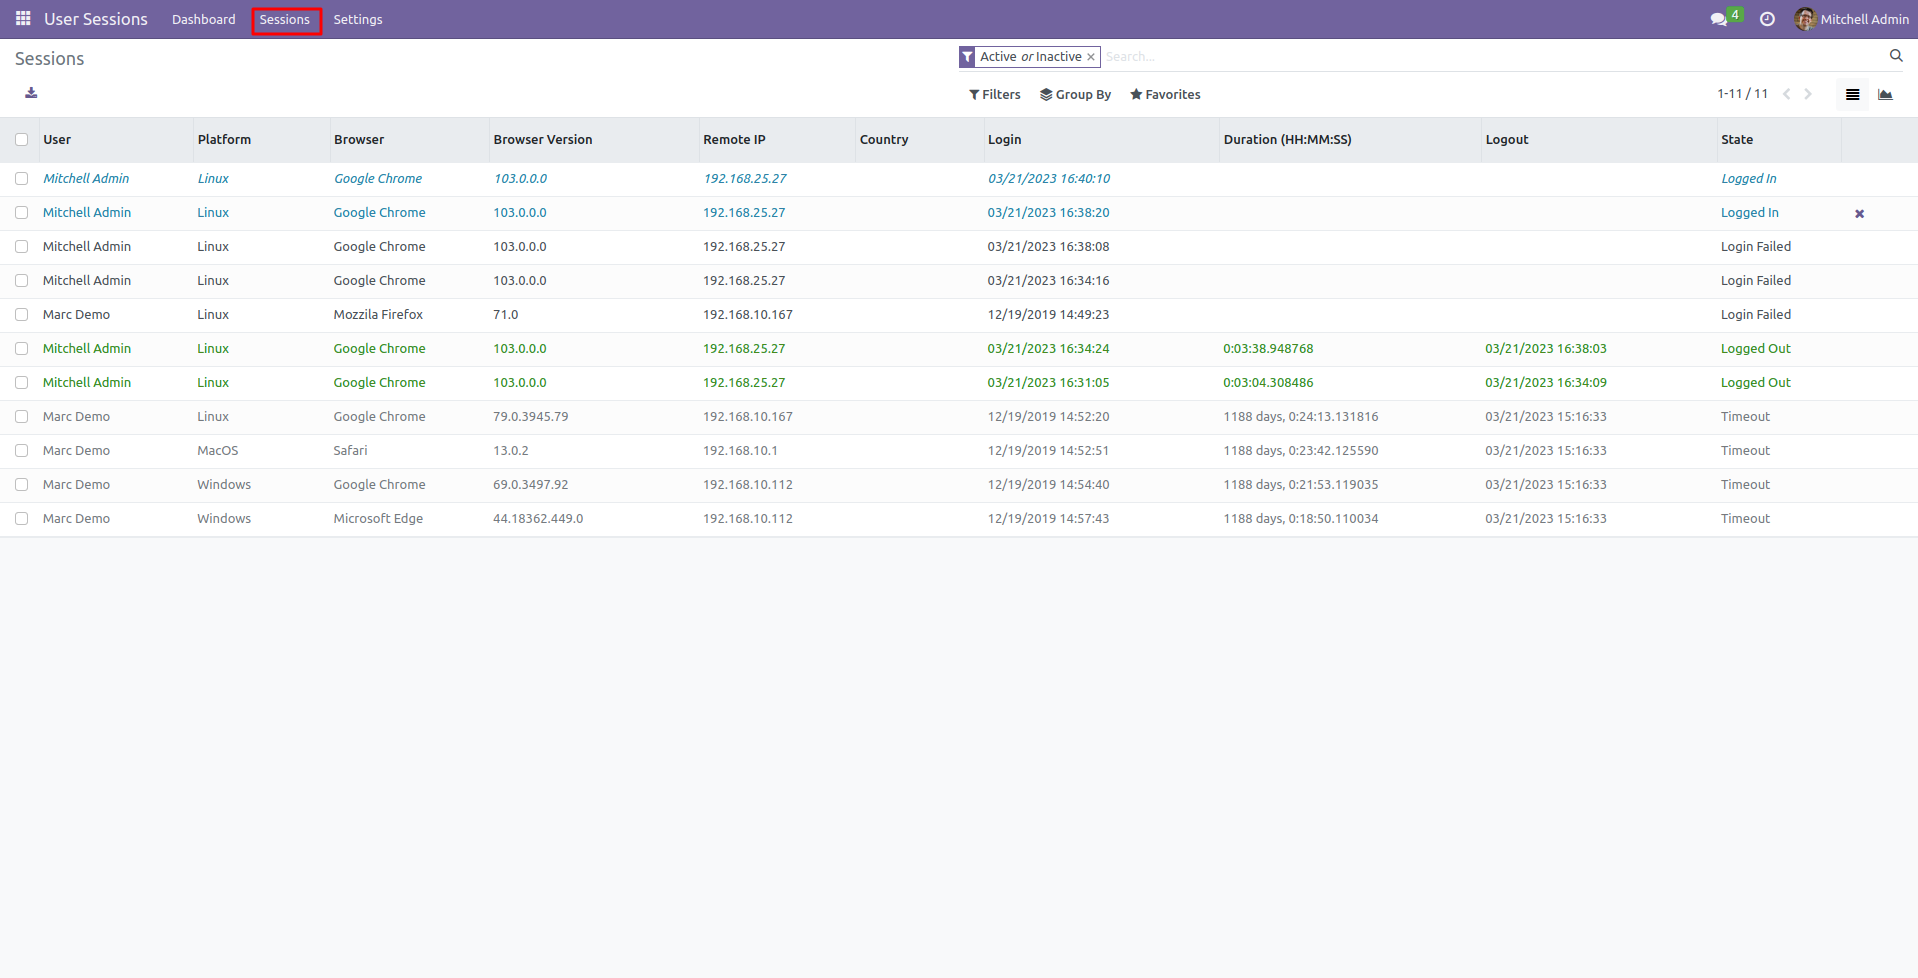 User Sessions Dashboard Sessions Settings 4 Mitchell Admin
Sessions Active or Inactive × Search...
Filters Group By Favorites 1-11 / 11
User Platform Browser Browser Version Remote IP Country Login Duration (HH:MM:SS) Logout State
Mitchell Admin Linux Google Chrome 103.0.0.0 192.168.25.27 03/21/2023 16:40:10 Logged In
Mitchell Admin Linux Google Chrome 103.0.0.0 192.168.25.27 03/21/2023 16:38:20 Logged In
Mitchell Admin Linux Google Chrome 103.0.0.0 192.168.25.27 03/21/2023 16:38:08 Login Failed
Mitchell Admin Linux Google Chrome 103.0.0.0 192.168.25.27 03/21/2023 16:34:16 Login Failed
Marc Demo Linux Mozzila Firefox 71.0 192.168.10.167 12/19/2019 14:49:23 Login Failed
Mitchell Admin Linux Google Chrome 103.0.0.0 192.168.25.27 03/21/2023 16:34:24 0:03:38.948768 03/21/2023 16:38:03 Logged Out
Mitchell Admin Linux Google Chrome 103.0.0.0 192.168.25.27 03/21/2023 16:31:05 0:03:04.308486 03/21/2023 16:34:09 Logged Out
Marc Demo Linux Google Chrome 79.0.3945.79 192.168.10.167 12/19/2019 14:52:20 1188 days, 0:24:13.131816 03/21/2023 15:16:33 Timeout
Marc Demo MacOS Safari 13.0.2 192.168.10.1 12/19/2019 14:52:51 1188 days, 0:23:42.125590 03/21/2023 15:16:33 Timeout
Marc Demo Windows Google Chrome 69.0.3497.92 192.168.10.112 12/19/2019 14:54:40 1188 days, 0:21:53.119035 03/21/2023 15:16:33 Timeout
Marc Demo Windows Microsoft Edge 44.18362.449.0 192.168.10.112 12/19/2019 14:57:43 1188 days, 0:18:50.110034 03/21/2023 15:16:33 Timeout